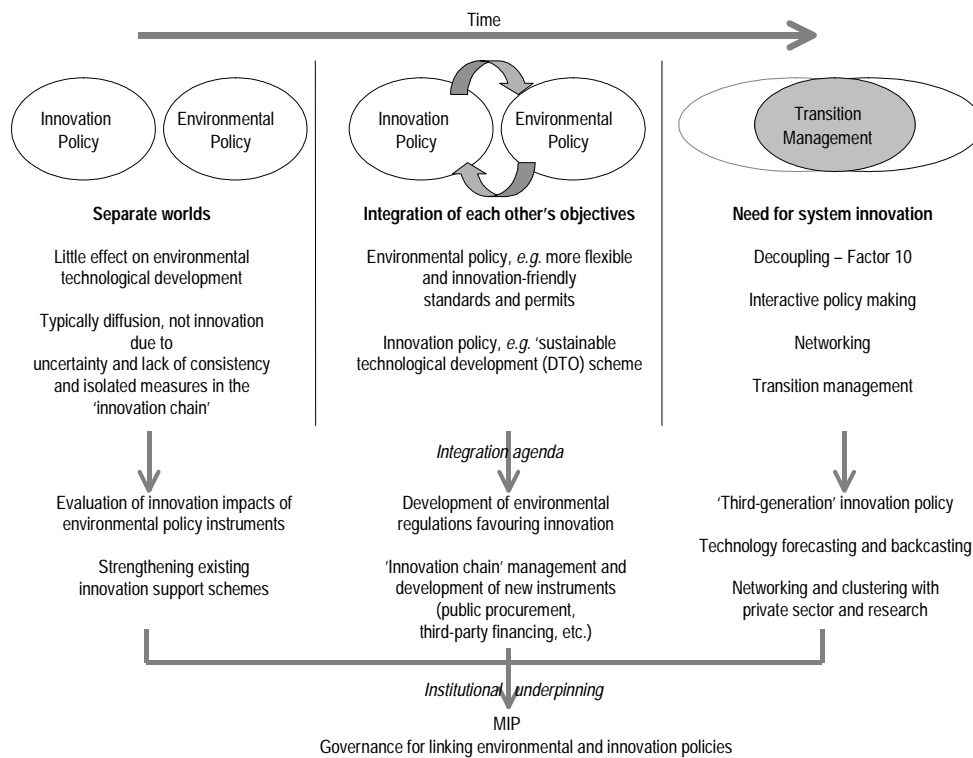 Time
Innovation
Policy
Environmental
Policy
Separate worlds
Little effect on environmental
technological development
Typically diffusion, not innovation
due to
uncertainty and lack of consistency
and isolated measures in the
'innovation chain'
Innovation
Policy
Environmental
Policy
Integration of each other's objectives
Environmental policy, e.g. more flexible
and innovation-friendly
standards and permits
Innovation policy, e.g. 'sustainable
technological development (DTO) scheme
Transition
Management
Need for system innovation
Decoupling – Factor 10
Interactive policy making
Networking
Transition management
Integration agenda
Evaluation of innovation impacts of
environmental policy instruments
Strengthening existing
innovation support schemes
Development of environmental
regulations favouring innovation
'Innovation chain' management and
development of new instruments
(public procurement,
third-party financing, etc.)
'Third-generation' innovation policy
Technology forecasting and backcasting
Networking and clustering with
private sector and research
Institutional underpinning
MIP
Governance for linking environmental and innovation policies